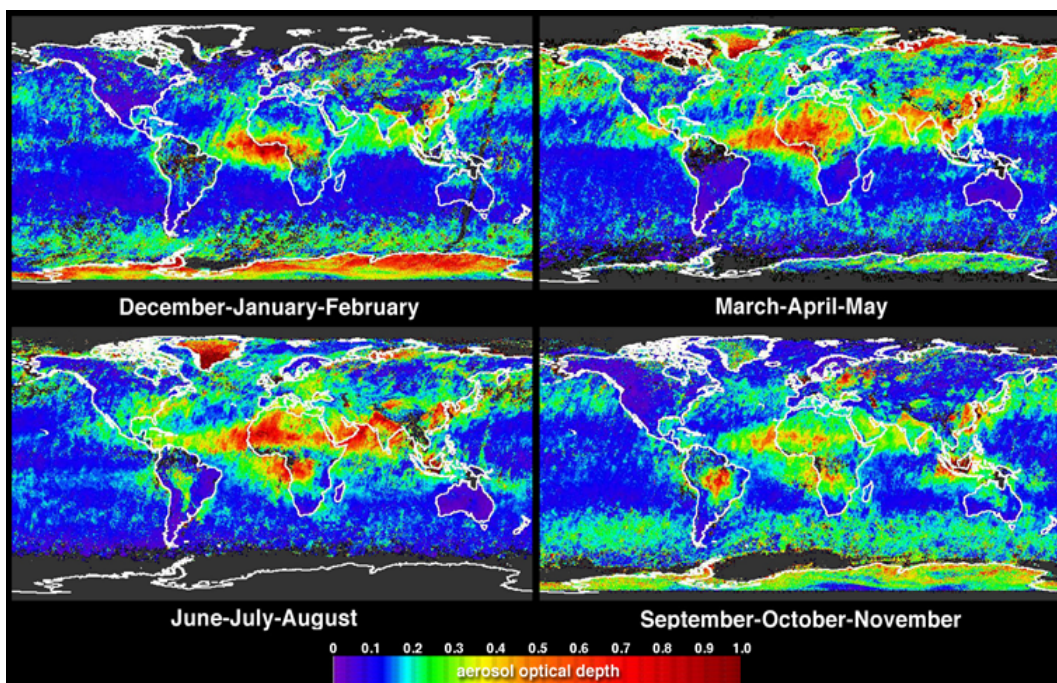 December-January-February
March-April-May
June-July-August
September-October-November
0 0.1 0.2 0.3 0.4 0.5 0.6 0.7 0.8 0.9 1.0
aerosol optical depth